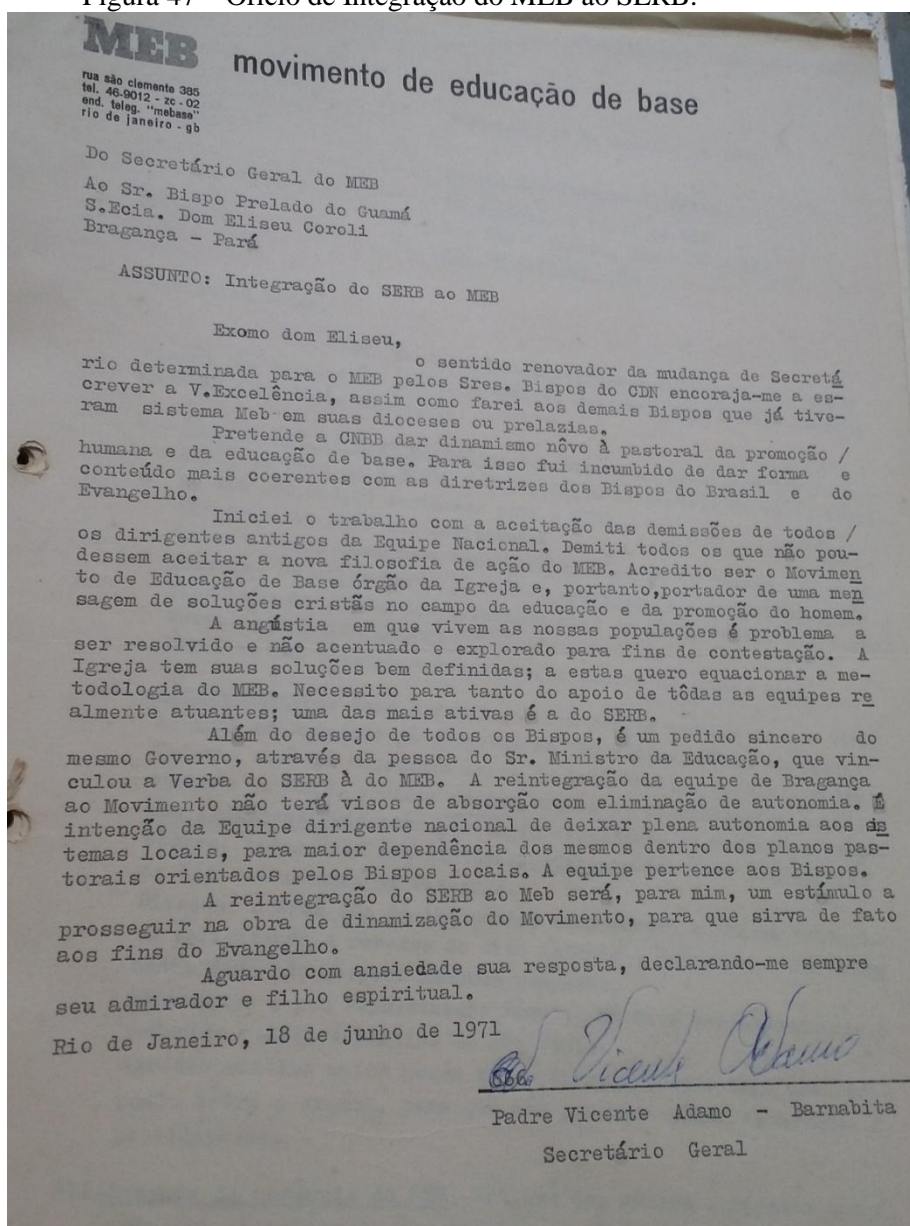 Figura 47 – Ofício de Integração do MEB ao SERB.
MEB
movimento de educação de base
rua são clemente 385
tel. 46-9012 - zc - 02
end. teleg. "mebase"
rio de janeiro - gb
Do Secretário Geral do MEB
Ao Sr. Bispo Prelado do Guamá
S.Ecia. Dom Eliseu Coroli
Bragança - Pará
ASSUNTO: Integração do SERB ao MEB
Exomo dom Eliseu,
o sentido renovador da mudança de Secretá
rio determinada para o MEB pelos Sres. Bispos do CDN encoraja-me a es-
crever a V.Excelência, assim como farei aos demais Bispos que já tive-
ram sistema Meb em suas dioceses ou prelazias.
Pretende a CNBB dar dinamismo nôvo à pastoral da promoção /
humana e da educação de base. Para isso fui incumbido de dar forma e
conteúdo mais coerentes com as diretrizes dos Bispos do Brasil e do
Evangelho.
Iniciei o trabalho com a aceitação das demissões de todos /
os dirigentes antigos da Equipe Nacional. Demiti todos os que não pou-
dessem aceitar a nova filosofia de ação do MEB. Acredito ser o Movimen
to de Educação de Base órgão da Igreja e, portanto,portador de uma men
sagem de soluções cristãs no campo da educação e da promoção do homem.
A angústia em que vivem as nossas populações é problema a
ser resolvido e não acentuado e explorado para fins de contestação. A
Igreja tem suas soluções bem definidas; a estas quero equacionar a me-
todologia do MEB. Necessito para tanto do apoio de tôdas as equipes re
almente atuantes; uma das mais ativas é a do SERB.
Além do desejo de todos os Bispos, é um pedido sincero do
mesmo Governo, através da pessoa do Sr. Ministro da Educação, que vin-
culou a Verba do SERB à do MEB. A reintegração da equipe de Bragança
ao Movimento não terá visos de absorção com eliminação de autonomia. É
intenção da Equipe dirigente nacional de deixar plena autonomia aos sis
temas locais, para maior dependência dos mesmos dentro dos planos pas-
torais orientados pelos Bispos locais. A equipe pertence aos Bispos.
A reintegração do SERB ao Meb será, para mim, um estímulo a
prosseguir na obra de dinamização do Movimento, para que sirva de fato
aos fins do Evangelho.
Aguardo com ansiedade sua resposta, declarando-me sempre
seu admirador e filho espiritual.
Rio de Janeiro, 18 de junho de 1971
Vicente Adamo
Padre Vicente Adamo - Barnabita
Secretário Geral